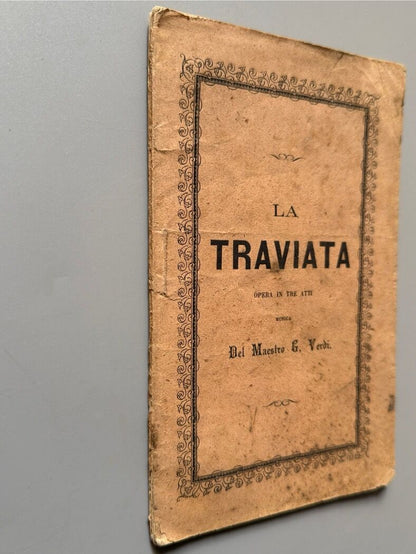 LA
TRAVIATA
OPERA IN TRE ATTI
MUSICA
Del Maestro G. Verdi.